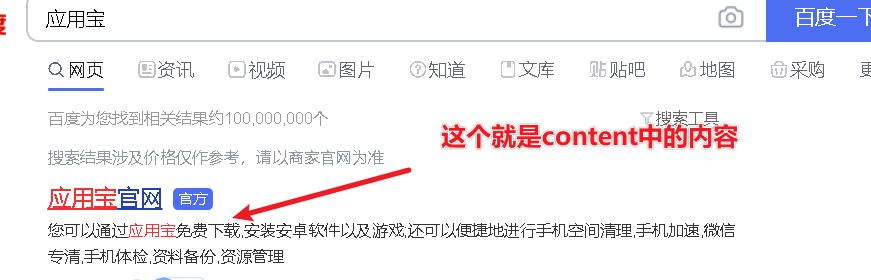 应用宝
百度一下
网页 资讯 视频 图片 知道 文库 贴吧 地图 采购
百度为您找到相关结果约100,000,000个
搜索工具
这个就是content中的内容
搜索结果涉及价格仅作参考，请以商家官网为准
应用宝官网 官方
您可以通过应用宝免费下载,安装安卓软件以及游戏;还可以便捷地进行手机空间清理,手机加速,微信
专清,手机体检,资料备份,资源管理